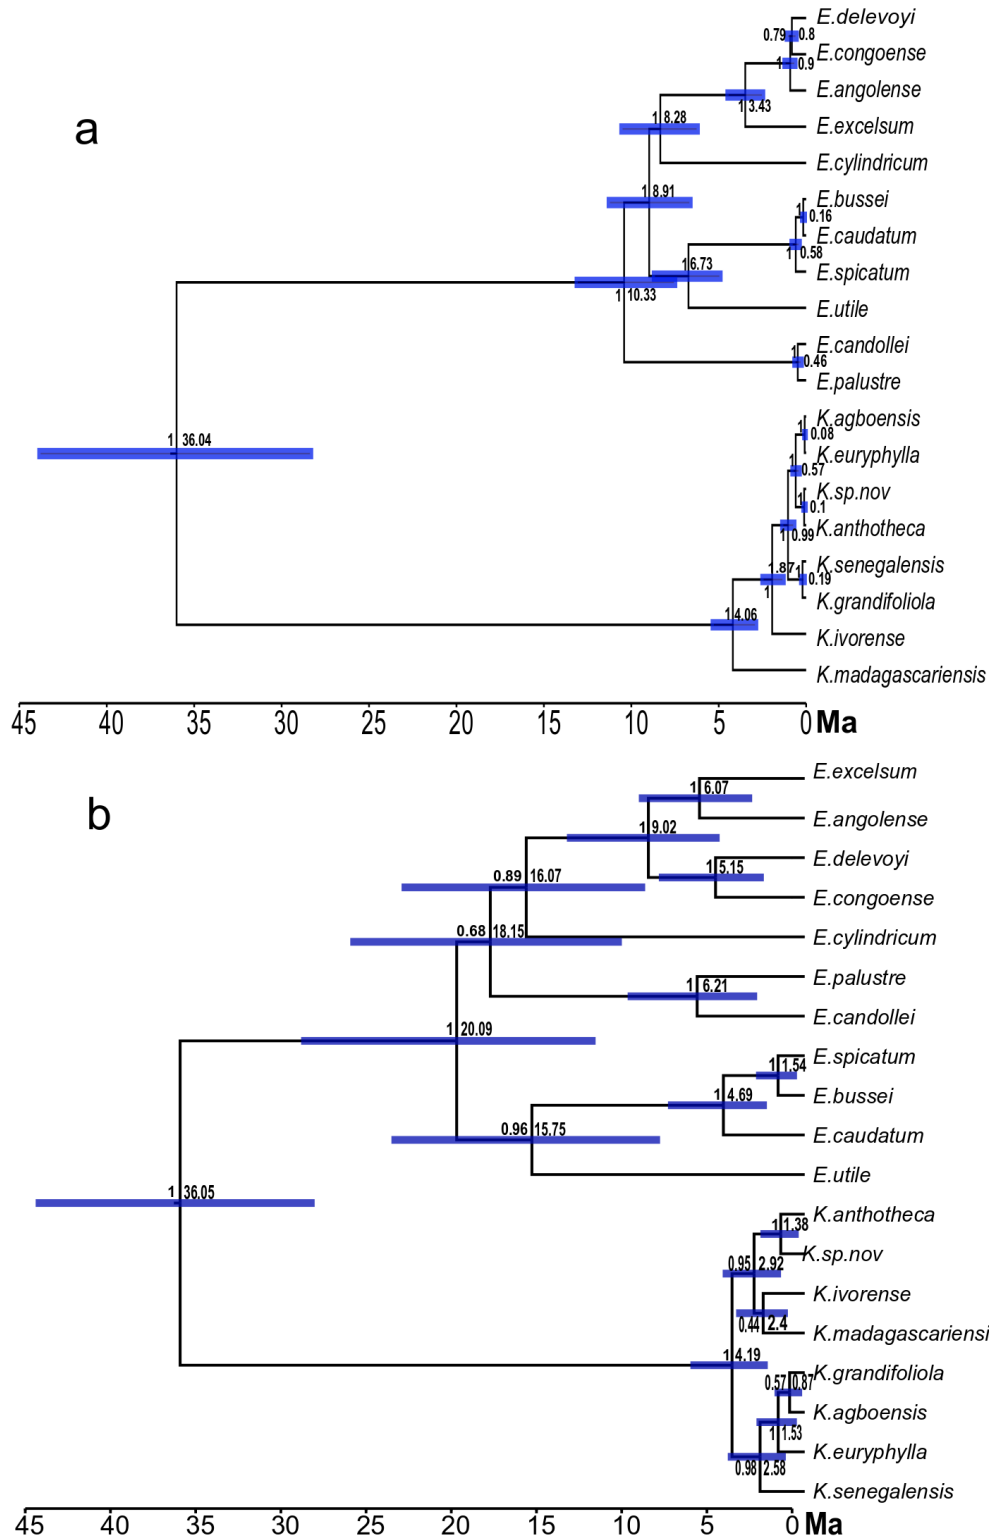 E.delevoyi
0.79 0.8
E.congoense
1 0.9
E.angolense
1 3.43
E.excelsum
a
1 8.28
E.cylindricum
1 8.91
E.bussei
1 0.16
E.caudatum
1 0.58
E.spicatum
1 6.73
1 10.33
E.utile
E.candollei
1 0.46
E.palustre
K.agboensis
1 0.08
1 36.04
K.euryphylla
1 0.57
K.sp.nov
1 0.1
K.anthotheca
1 0.99
K.senegalensis
1.87 1 0.19
1
K.grandifoliola
1 4.06
K.ivorense
K.madagascariensis
45 40 35 30 25 20 15 10 5 0 Ma
E.excelsum
1 6.07
b
E.angolense
1 9.02
E.delevoyi
1 5.15
0.89 16.07
E.congoense
0.68 18.15
E.cylindricum
E.palustre
1 6.21
E.candollei
1 20.09
E.spicatum
1 1.54
E.bussei
1 4.69
0.96 15.75
E.caudatum
E.utile
1 36.05
K.anthotheca
1 1.38
K.sp.nov
0.95 2.92
K.ivorense
0.44 2.4
K.madagascariensi
1 4.19
K.grandifoliola
0.57 0.87
K.agboensis
1 1.53
K.euryphylla
0.98 2.58
K.senegalensis
45 40 35 30 25 20 15 10 5 0 Ma